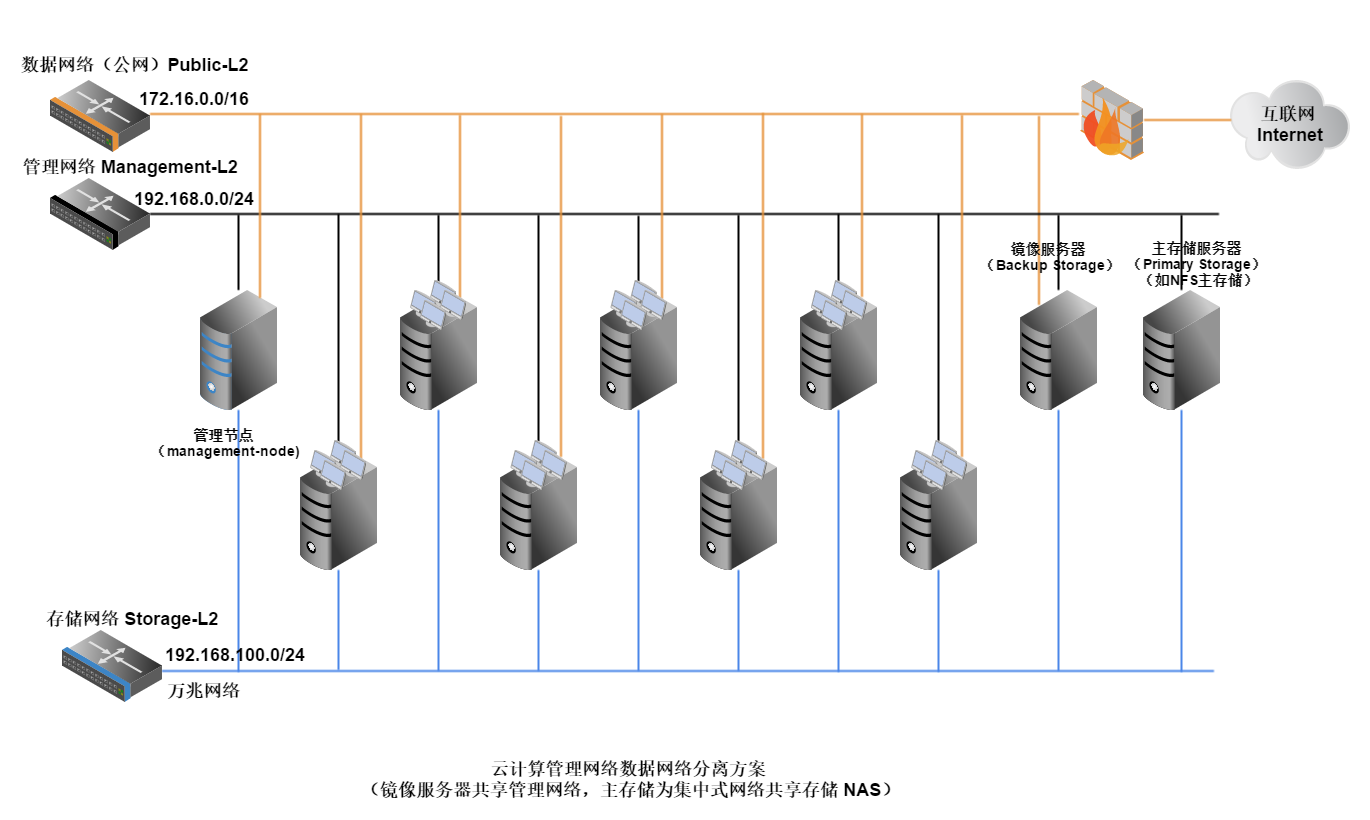 数据网络（公网）Public-L2
172.16.0.0/16
互联网
Internet
管理网络 Management-L2
192.168.0.0/24
镜像服务器
（Backup Storage）
主存储服务器
（Primary Storage）
（如NFS主存储）
管理节点
（management-node)
存储网络 Storage-L2
192.168.100.0/24
万兆网络
云计算管理网络数据网络分离方案
（镜像服务器共享管理网络，主存储为集中式网络共享存储 NAS）